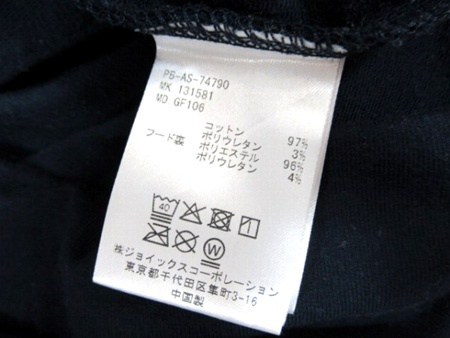 PB-AS-74790
MK 131581
MD GF106
コットン 97%
ポリウレタン 3%
フード裏 ポリエステル 96%
ポリウレタン 4%
40
W
株ジョイックスコーポレーション
東京都千代田区隼町3-16
中国製